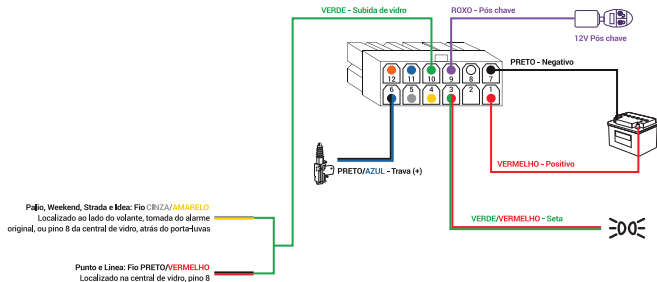 VERDE – Subida de vidro
ROXO – Pós chave
12V Pós chave
PRETO – Negativo
12 11 10 9 8 7
6 5 4 3 2 1
PRETO/AZUL – Trava (+)
VERMELHO – Positivo
VERDE/VERMELHO – Seta
Palio, Weekend, Strada e Idea: Fio CINZA/AMARELO
Localizado ao lado do volante, tomada do alarme
original, ou pino 8 da central de vidro, atrás do porta-luvas
Punto e Linea: Fio PRETO/VERMELHO
Localizado na central de vidro, pino 8